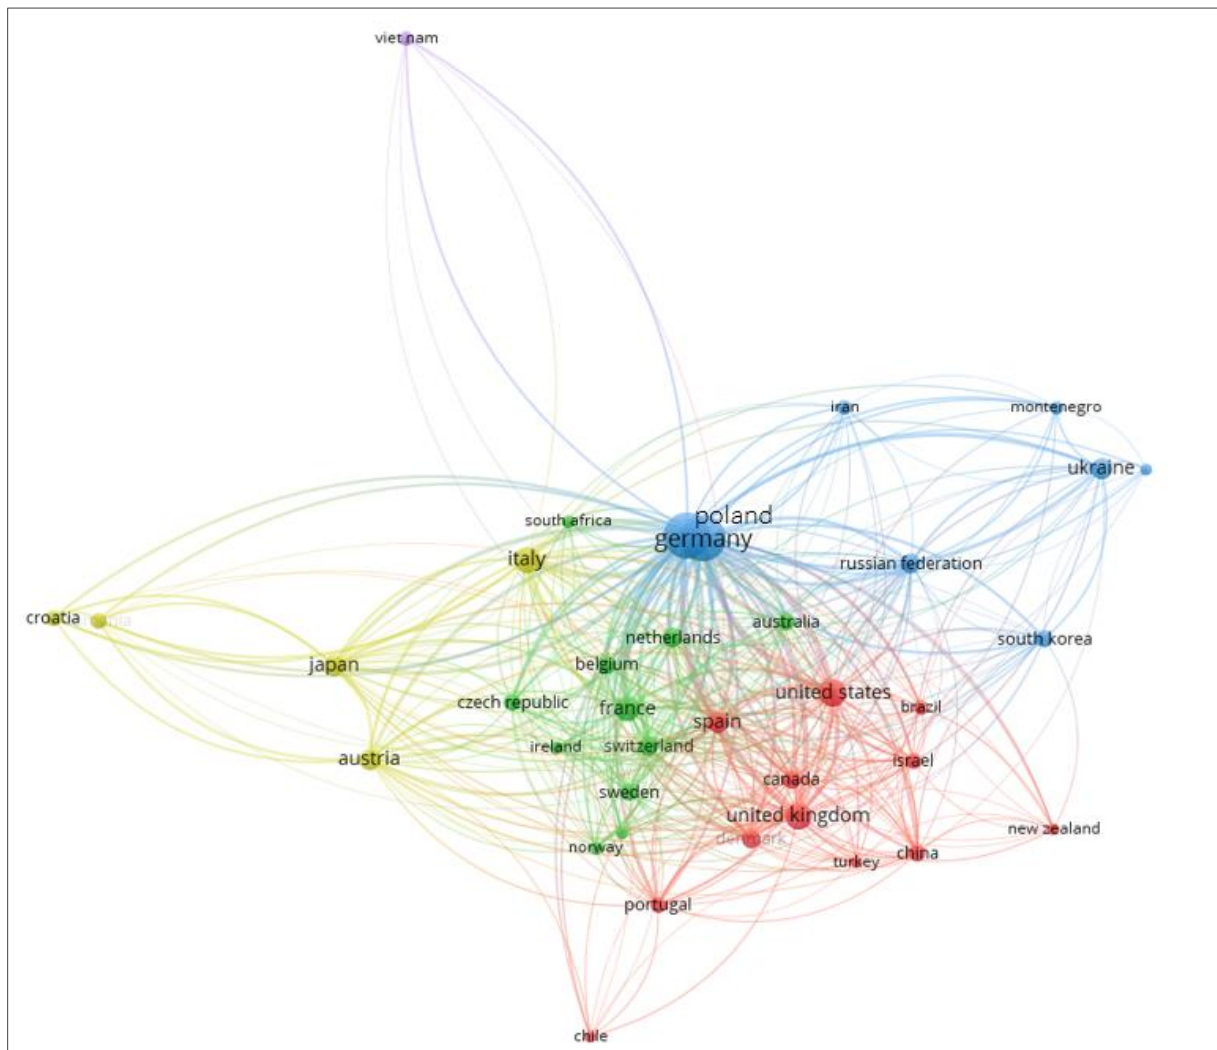 viet nam
iran
montenegro
ukraine
poland
south africa
germany
italy
russian federation
croatia
australia
netherlands
south korea
belgium
japan
united states
czech republic
france
brazil
spain
ireland
switzerland
austria
israel
canada
sweden
united kingdom
new zealand
denmark
norway
china
turkey
portugal
chile